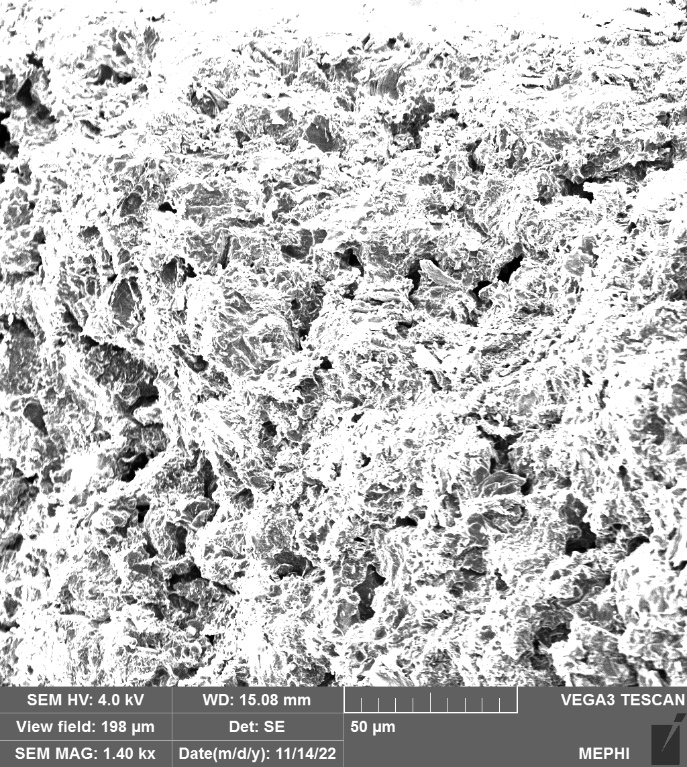 SEM HV: 4.0 kV
WD: 15.08 mm
VEGA3 TESCAN
View field: 198 µm
Det: SE
50 µm
SEM MAG: 1.40 kx
Date(m/d/y): 11/14/22
MEPHI